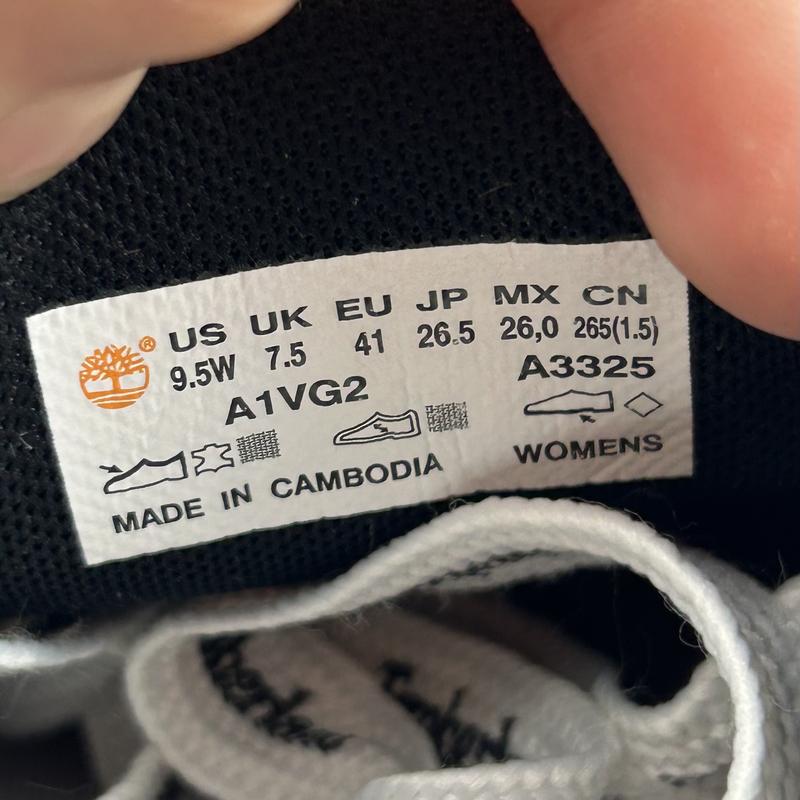 US UK EU JP MX CN
9.5W 7.5 41 26.5 26,0 265(1.5)
A1VG2 A3325
MADE IN CAMBODIA WOMENS